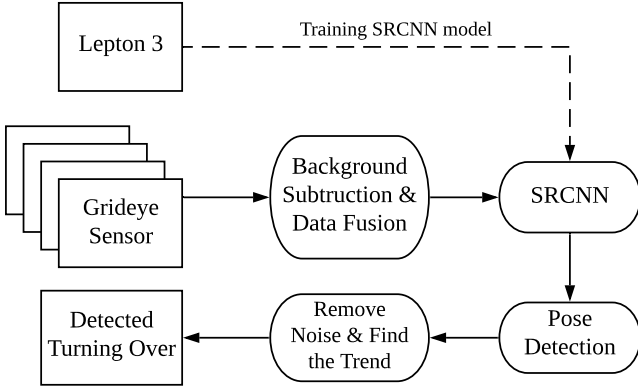 Lepton 3
Training SRCNN model
Grideye
Sensor
Background
Subtruction &
Data Fusion
SRCNN
Detected
Turning Over
Remove
Noise & Find
the Trend
Pose
Detection